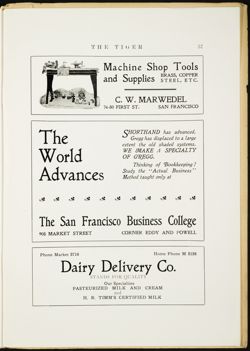 THE TIGER 57
Machine Shop Tools
and Supplies BRASS, COPPER
STEEL, ETC.
C. W. MARWEDEL
76-80 FIRST ST. SAN FRANCISCO
The
World
Advances
SHORTHAND has advanced.
Gregg has displaced to a large
extent the old shaded systems.
WE MAKE A SPECIALTY
OF GREGG.
Thinking of Bookkeeping?
Study the "Actual Business"
Method taught only at
The San Francisco Business College
908 MARKET STREET CORNER EDDY AND POWELL
Phone Market 2716 Home Phone M 2126
Dairy Delivery Co.
STANDS FOR QUALITY
Our Specialties
PASTEURIZED MILK AND CREAM
and
H. B. TIMM'S CERTIFIED MILK